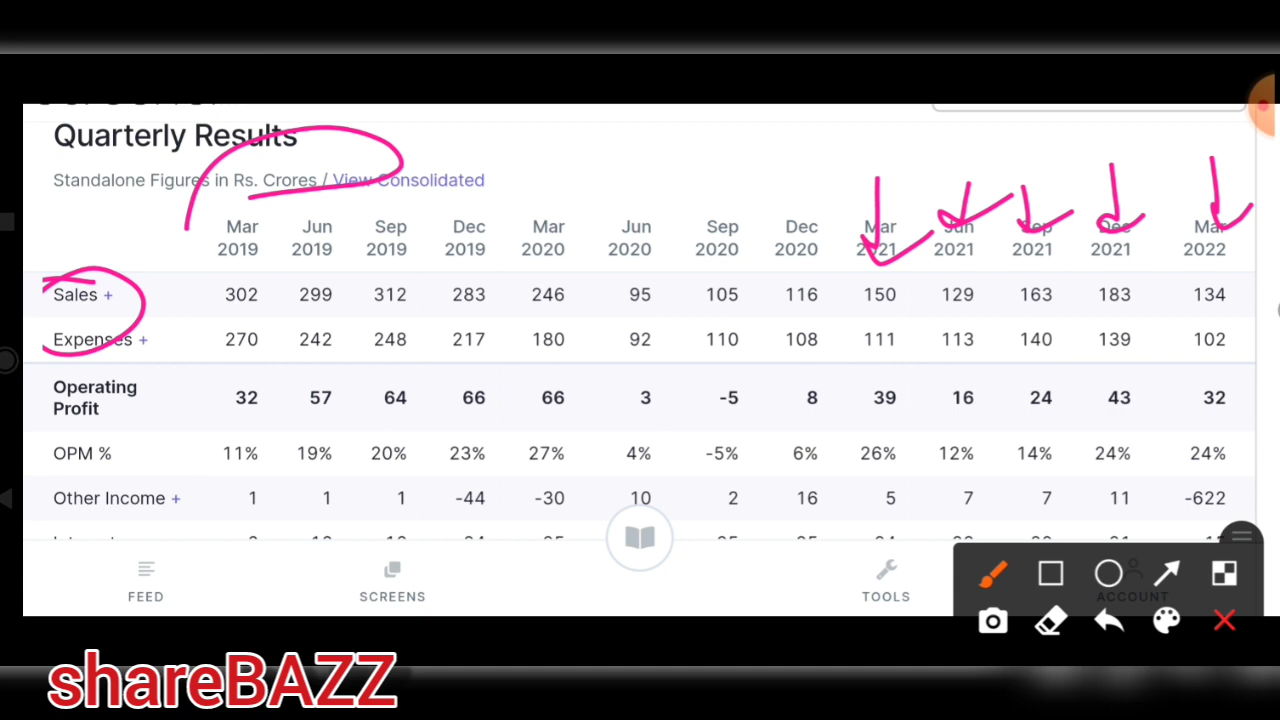 Quarterly Results
Standalone Figures in Rs. Crores / View Consolidated
Mar 2019 Jun 2019 Sep 2019 Dec 2019 Mar 2020 Jun 2020 Sep 2020 Dec 2020 Mar 2021 Jun 2021 Sep 2021 Dec 2021 Mar 2022
Sales + 302 299 312 283 246 95 105 116 150 129 163 183 134
Expenses + 270 242 248 217 180 92 110 108 111 113 140 139 102
Operating Profit 32 57 64 66 66 3 -5 8 39 16 24 43 32
OPM % 11% 19% 20% 23% 27% 4% -5% 6% 26% 12% 14% 24% 24%
Other Income + 1 1 1 -44 -30 10 2 16 5 7 7 11 -622
FEED SCREENS TOOLS ACCOUNT
shareBAZZ